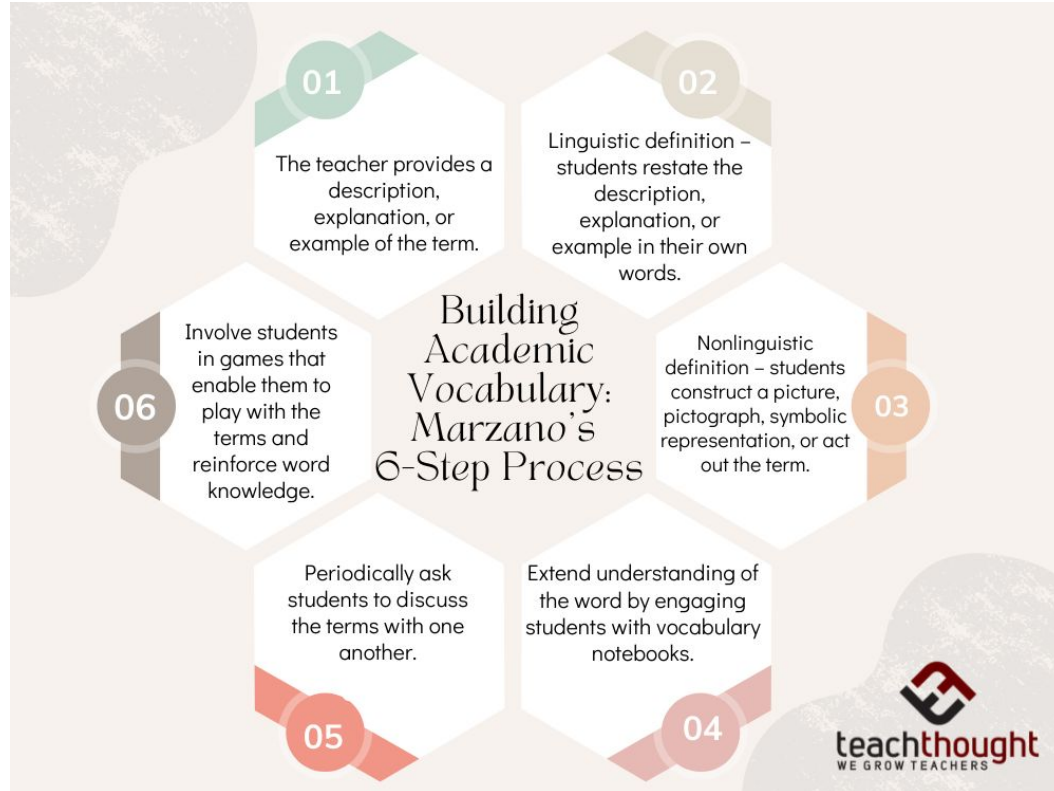 01
The teacher provides a
description,
explanation, or
example of the term.
02
Linguistic definition –
students restate the
description,
explanation, or
example in their own
words.
Building
Academic
Vocabulary:
Marzano's
6-Step Process
Nonlinguistic
definition – students
construct a picture,
pictograph, symbolic
representation, or act
out the term.
03
Extend understanding of
the word by engaging
students with vocabulary
notebooks.
04
Periodically ask
students to discuss
the terms with one
another.
05
Involve students
in games that
enable them to
play with the
terms and
reinforce word
knowledge.
06
teachthought
WE GROW TEACHERS